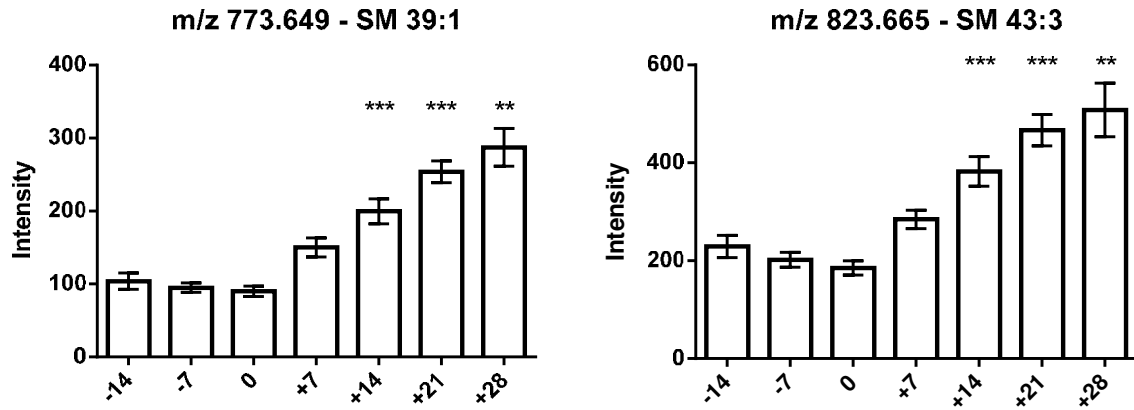 m/z 773.649 - SM 39:1
400
300
200
100
0
Intensity
*** *** **
-14 -7 0 +7 +14 +21 +28
m/z 823.665 - SM 43:3
600
400
200
0
Intensity
*** *** **
-14 -7 0 +7 +14 +21 +28